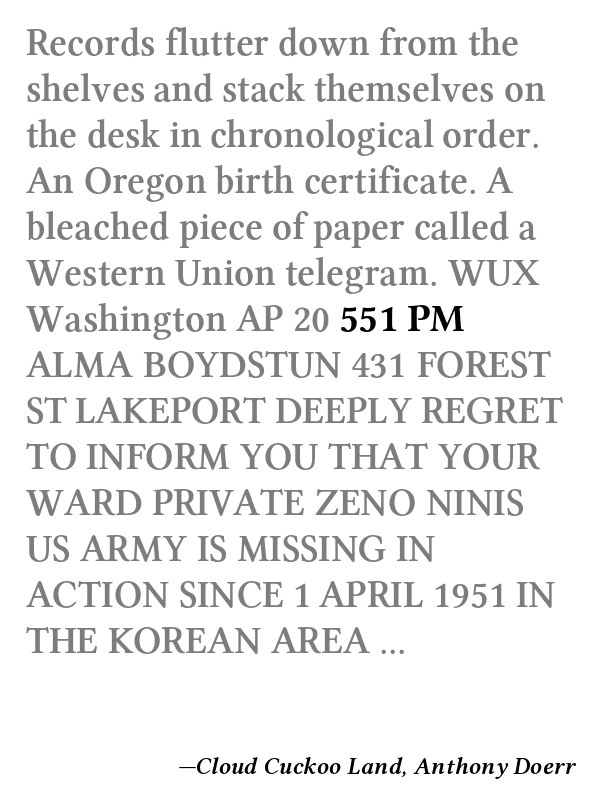 Records flutter down from the
shelves and stack themselves on
the desk in chronological order.
An Oregon birth certificate. A
bleached piece of paper called a
Western Union telegram. WUX
Washington AP 20 551 PM
ALMA BOYDSTUN 431 FOREST
ST LAKEPORT DEEPLY REGRET
TO INFORM YOU THAT YOUR
WARD PRIVATE ZENO NINIS
US ARMY IS MISSING IN
ACTION SINCE 1 APRIL 1951 IN
THE KOREAN AREA ...
—Cloud Cuckoo Land, Anthony Doerr